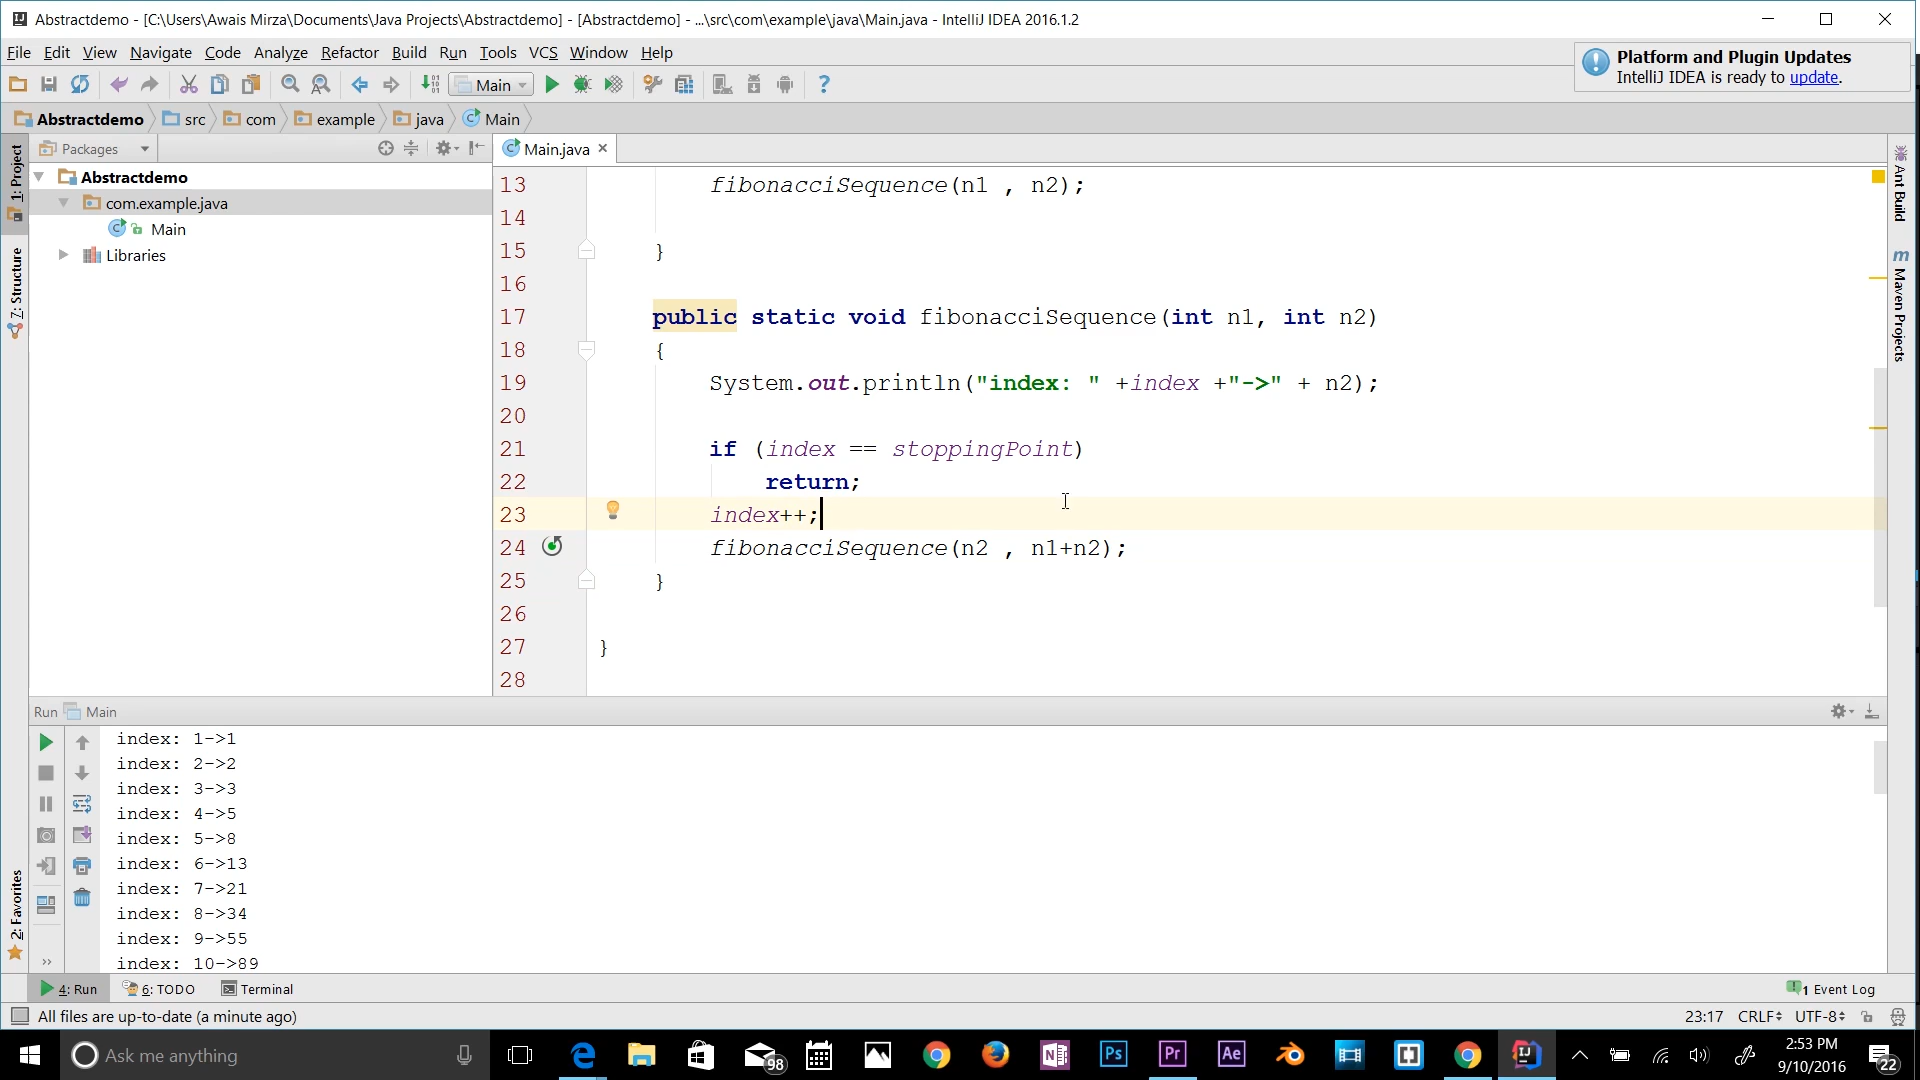 Abstractdemo - [C:\Users\Awais Mirza\Documents\Java Projects\Abstractdemo] - [Abstractdemo] - ...\src\com\example\java\Main.java - IntelliJ IDEA 2016.1.2
File Edit View Navigate Code Analyze Refactor Build Run Tools VCS Window Help
Platform and Plugin Updates
IntelliJ IDEA is ready to update.
Main
Abstractdemo src com example java Main
Packages
Main.java
1: Project
7: Structure
2: Favorites
Abstractdemo
com.example.java
Main
Libraries
Ant Build
Maven Projects
13 fibonacciSequence(n1 , n2);
14
15 }
16
17 public static void fibonacciSequence(int n1, int n2)
18 {
19 System.out.println("index: " +index +"->" + n2);
20
21 if (index == stoppingPoint)
22 return;
23 index++;
24 fibonacciSequence(n2 , n1+n2);
25 }
26
27 }
28
Run Main
index: 1->1
index: 2->2
index: 3->3
index: 4->5
index: 5->8
index: 6->13
index: 7->21
index: 8->34
index: 9->55
index: 10->89
4: Run 6: TODO Terminal 1 Event Log
All files are up-to-date (a minute ago) 23:17 CRLF UTF-8
Ask me anything
98
Ps Pr Ae
2:53 PM
9/10/2016
22